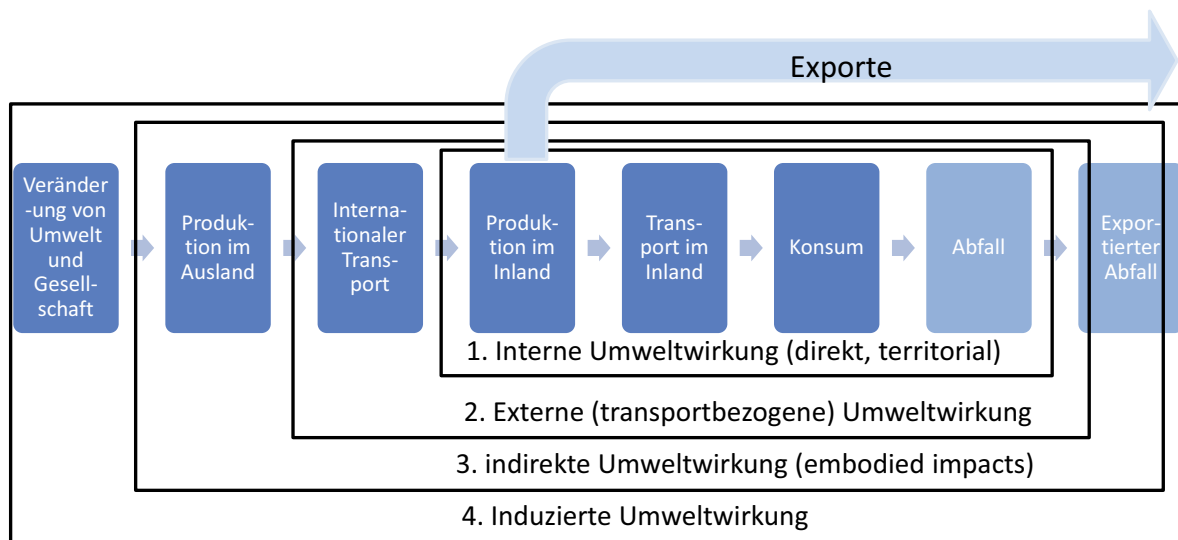 Exporte
Veränder
-ung von
Umwelt
und
Gesell-
schaft
Produk-
tion im
Ausland
Interna-
tionaler
Trans-
port
Produk-
tion im
Inland
Trans-
port im
Inland
Konsum
Abfall
Expor-
tierter
Abfall
1. Interne Umweltwirkung (direkt, territorial)
2. Externe (transportbezogene) Umweltwirkung
3. indirekte Umweltwirkung (embodied impacts)
4. Induzierte Umweltwirkung